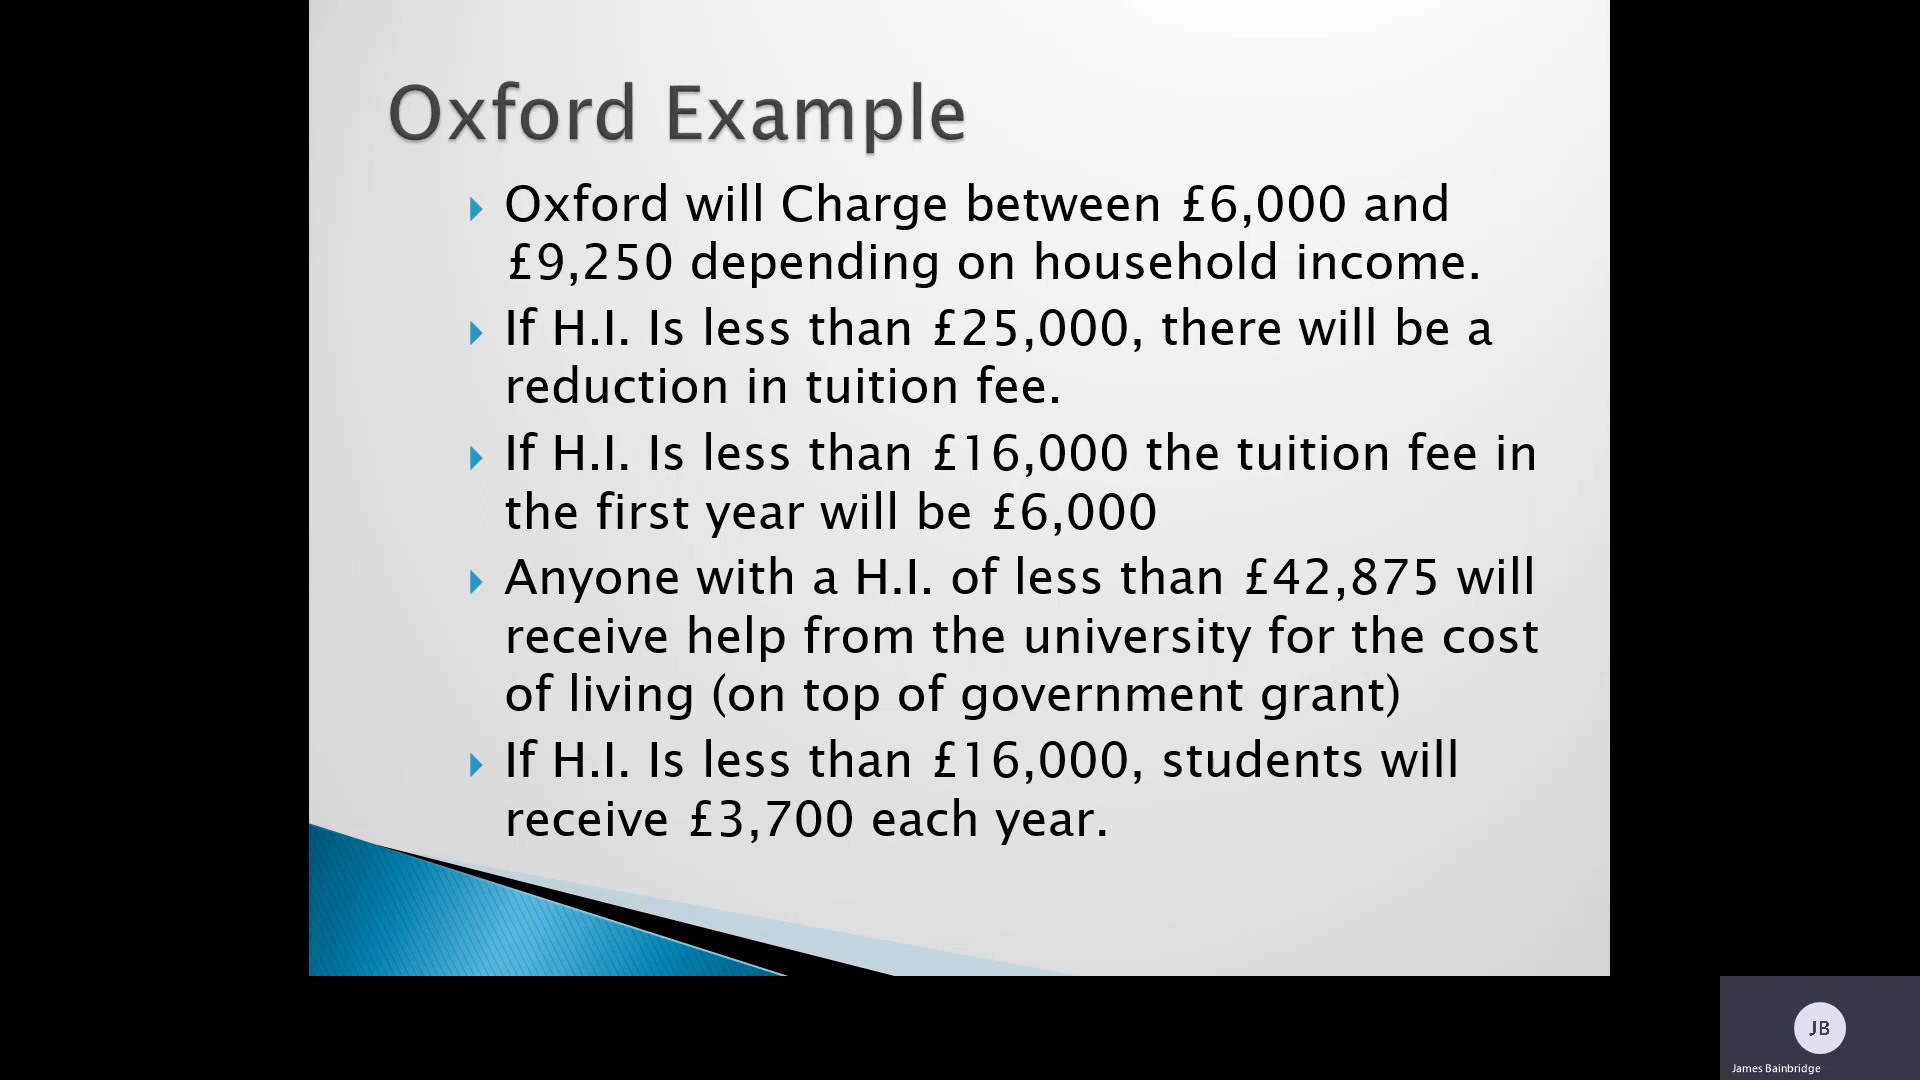 Oxford Example
Oxford will Charge between £6,000 and
£9,250 depending on household income.
If H.I. Is less than £25,000, there will be a
reduction in tuition fee.
If H.I. Is less than £16,000 the tuition fee in
the first year will be £6,000
Anyone with a H.I. of less than £42,875 will
receive help from the university for the cost
of living (on top of government grant)
If H.I. Is less than £16,000, students will
receive £3,700 each year.
JB
James Bainbridge